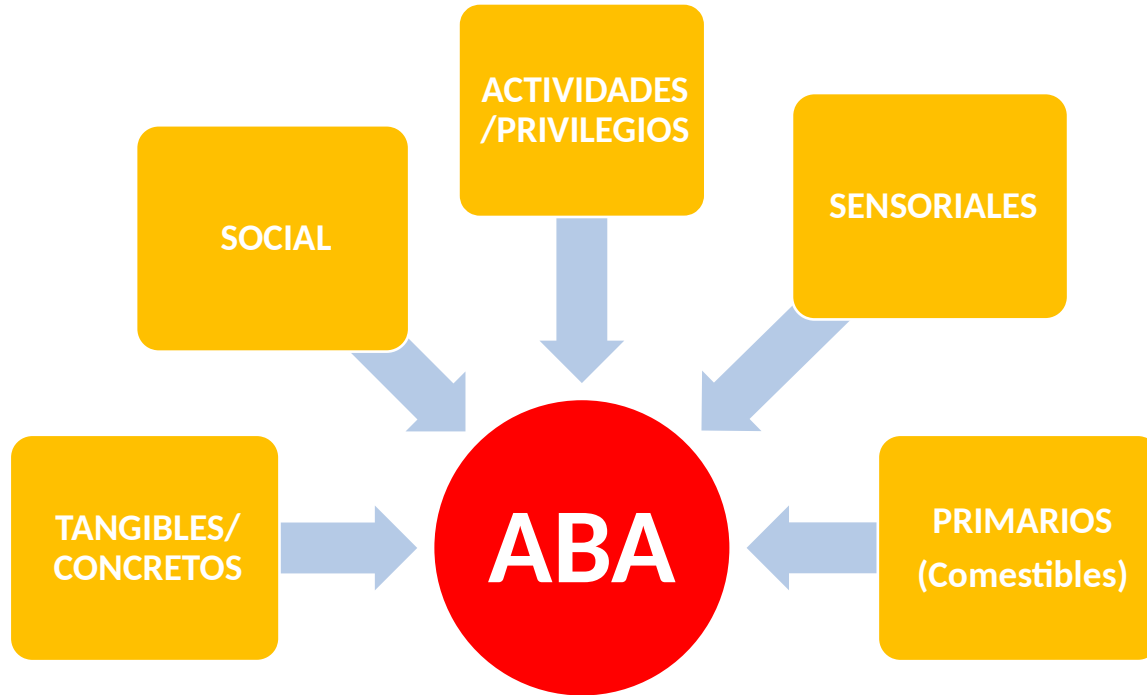 ACTIVIDADES
/PRIVILEGIOS
SOCIAL
SENSORIALES
TANGIBLES/
CONCRETOS
ABA
PRIMARIOS
(Comestibles)